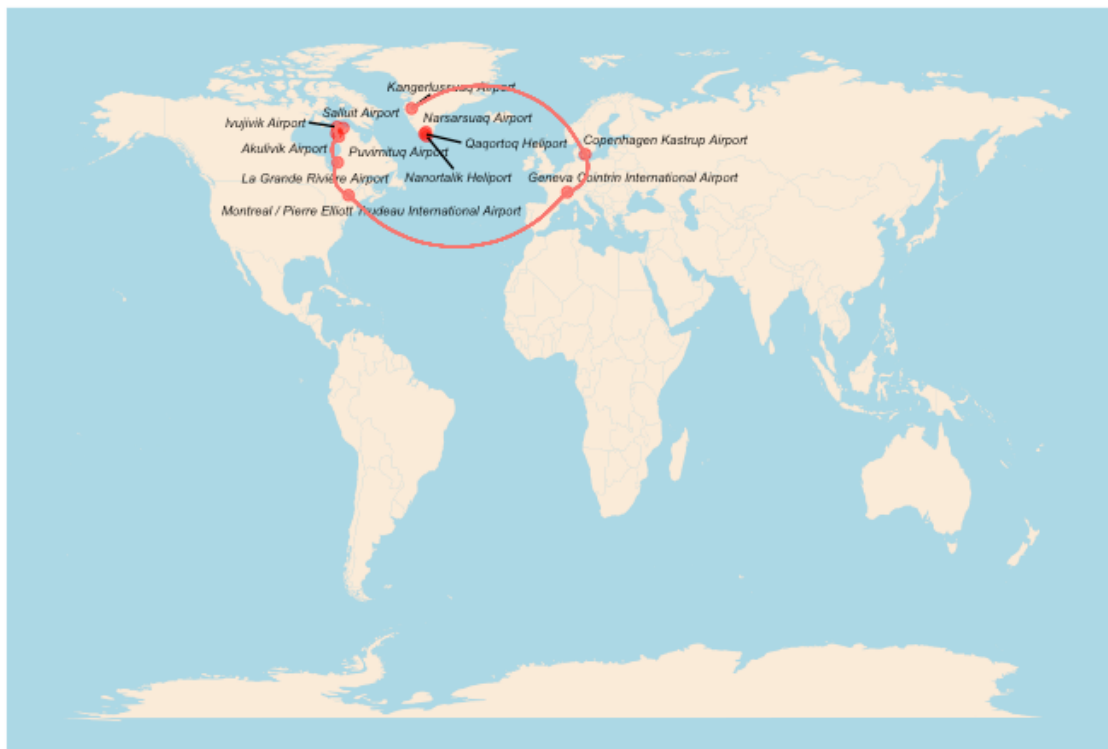 Kangerlussuaq Airport
Salluit Airport
Narsarsuaq Airport
Ivujivik Airport
Qaqortoq Heliport
Copenhagen Kastrup Airport
Akulivik Airport
Puvirnituq Airport
La Grande Rivière Airport
Nanortalik Heliport
Geneva Cointrin International Airport
Montreal / Pierre Elliott Trudeau International Airport